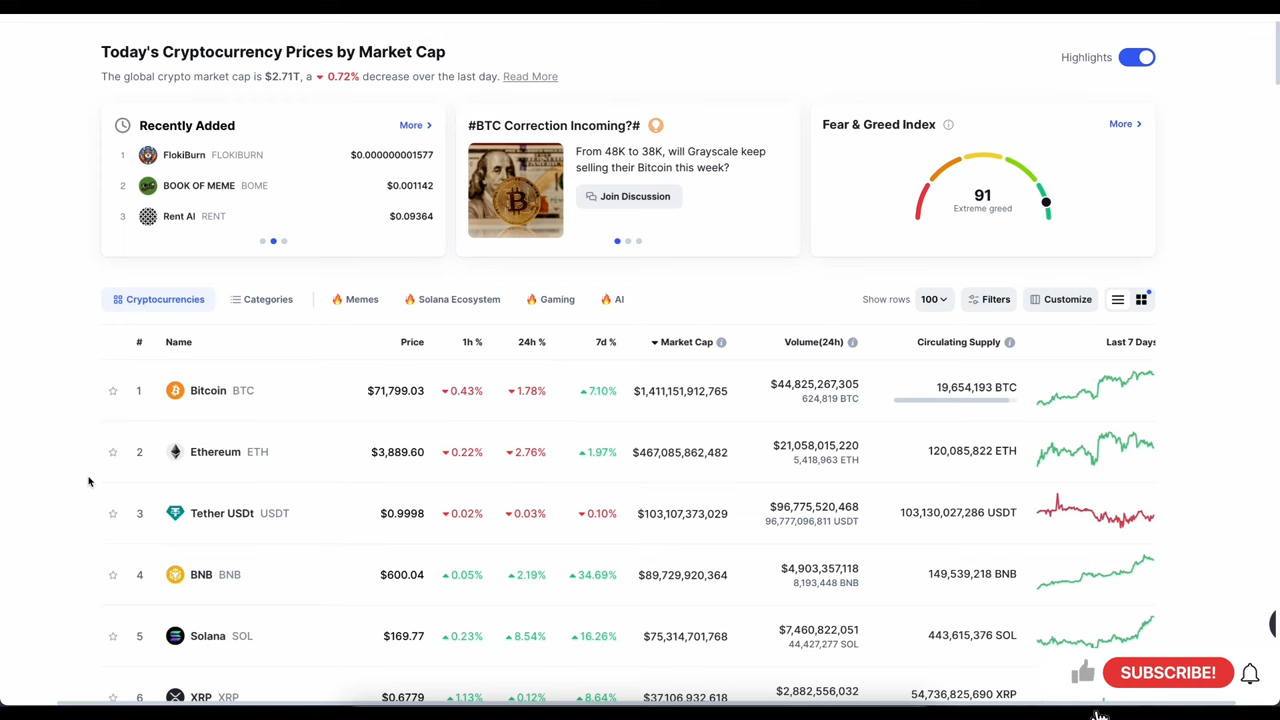 Today's Cryptocurrency Prices by Market Cap
Highlights
The global crypto market cap is $2.71T, a 0.72% decrease over the last day. Read More
Recently Added
More
1 FlokiBurn FLOKIBURN $0.000000001577
2 BOOK OF MEME BOME $0.001142
3 Rent AI RENT $0.09364
#BTC Correction Incoming?#
From 48K to 38K, will Grayscale keep
selling their Bitcoin this week?
Join Discussion
Fear & Greed Index
More
91
Extreme greed
Cryptocurrencies Categories Memes Solana Ecosystem Gaming AI Show rows 100 Filters Customize
# Name Price 1h % 24h % 7d % Market Cap Volume(24h) Circulating Supply Last 7 Days
1 Bitcoin BTC $71,799.03 0.43% 1.78% 7.10% $1,411,151,912,765 $44,825,267,305 19,654,193 BTC
624,819 BTC
2 Ethereum ETH $3,889.60 0.22% 2.76% 1.97% $467,085,862,482 $21,058,015,220 120,085,822 ETH
5,418,963 ETH
3 Tether USDt USDT $0.9998 0.02% 0.03% 0.10% $103,107,373,029 $96,775,520,468 103,130,027,286 USDT
96,777,096,811 USDT
4 BNB BNB $600.04 0.05% 2.19% 34.69% $89,729,920,364 $4,903,357,118 149,539,218 BNB
8,193,448 BNB
5 Solana SOL $169.77 0.23% 8.54% 16.26% $75,314,701,768 $7,460,822,051 443,615,376 SOL
44,427,277 SOL
6 XRP XRP $0.6779 1.13% 0.12% 8.64% $37,106,932,618 $2,882,556,032 54,736,825,690 XRP
SUBSCRIBE!